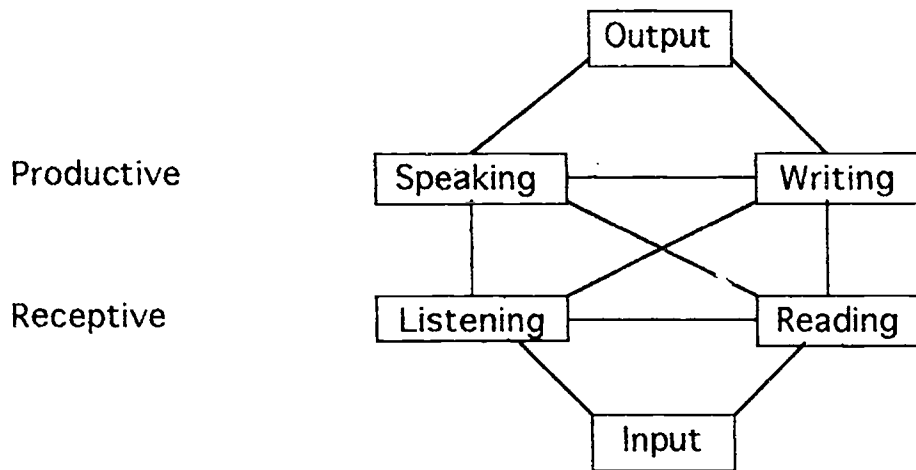 Output
Productive Speaking Writing
Receptive Listening Reading
Input